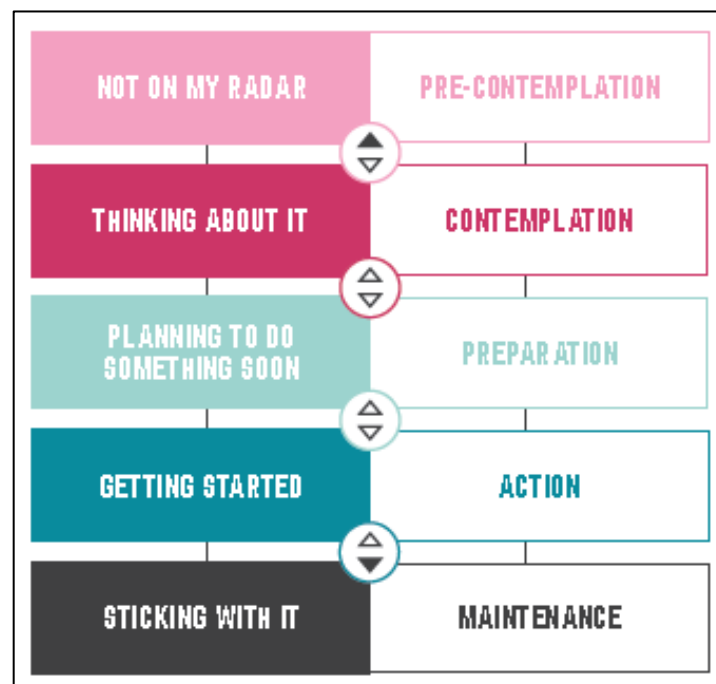 NOT ON MY RADAR
PRE-CONTEMPLATION
THINKING ABOUT IT
CONTEMPLATION
PLANNING TO DO
SOMETHING SOON
PREPARATION
GETTING STARTED
ACTION
STICKING WITH IT
MAINTENANCE